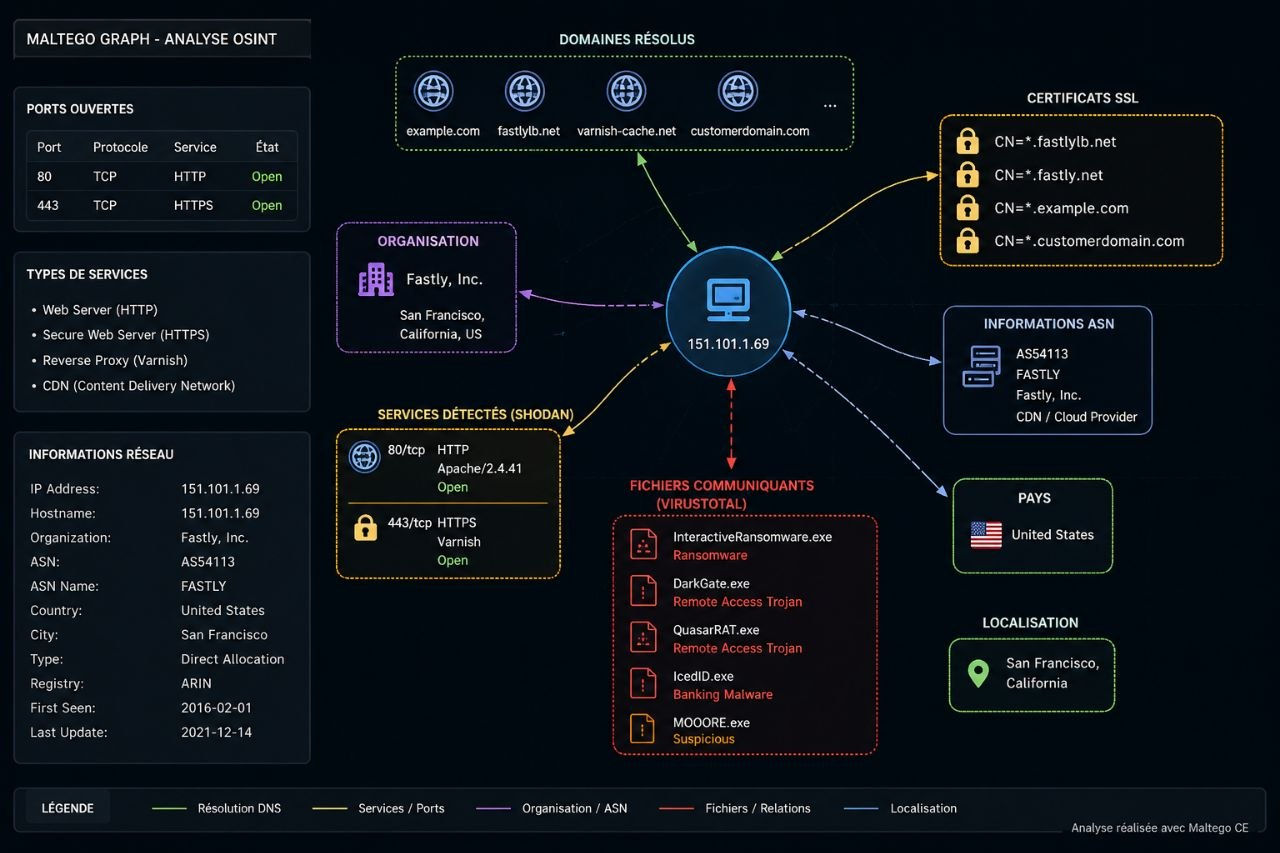 MALTEGO GRAPH - ANALYSE OSINT
PORTS OUVERTES
Port Protocole Service État
80 TCP HTTP Open
443 TCP HTTPS Open
TYPES DE SERVICES
• Web Server (HTTP)
• Secure Web Server (HTTPS)
• Reverse Proxy (Varnish)
• CDN (Content Delivery Network)
INFORMATIONS RÉSEAU
IP Address: 151.101.1.69
Hostname: 151.101.1.69
Organization: Fastly, Inc.
ASN: AS54113
ASN Name: FASTLY
Country: United States
City: San Francisco
Type: Direct Allocation
Registry: ARIN
First Seen: 2016-02-01
Last Update: 2021-12-14
DOMAINES RÉSOLUS
example.com fastlylb.net varnish-cache.net customerdomain.com ...
CERTIFICATS SSL
CN=*.fastlylb.net
CN=*.fastly.net
CN=*.example.com
CN=*.customerdomain.com
ORGANISATION
Fastly, Inc.
San Francisco,
California, US
151.101.1.69
INFORMATIONS ASN
AS54113
FASTLY
Fastly, Inc.
CDN / Cloud Provider
SERVICES DÉTECTÉS (SHODAN)
80/tcp HTTP
Apache/2.4.41
Open
443/tcp HTTPS
Varnish
Open
FICHIERS COMMUNIQUANTS
(VIRUSTOTAL)
InteractiveRansomware.exe
Ransomware
DarkGate.exe
Remote Access Trojan
QuasarRAT.exe
Remote Access Trojan
IcedID.exe
Banking Malware
MOOORE.exe
Suspicious
PAYS
United States
LOCALISATION
San Francisco,
California
LÉGENDE Résolution DNS Services / Ports Organisation / ASN Fichiers / Relations Localisation
Analyse réalisée avec Maltego CE